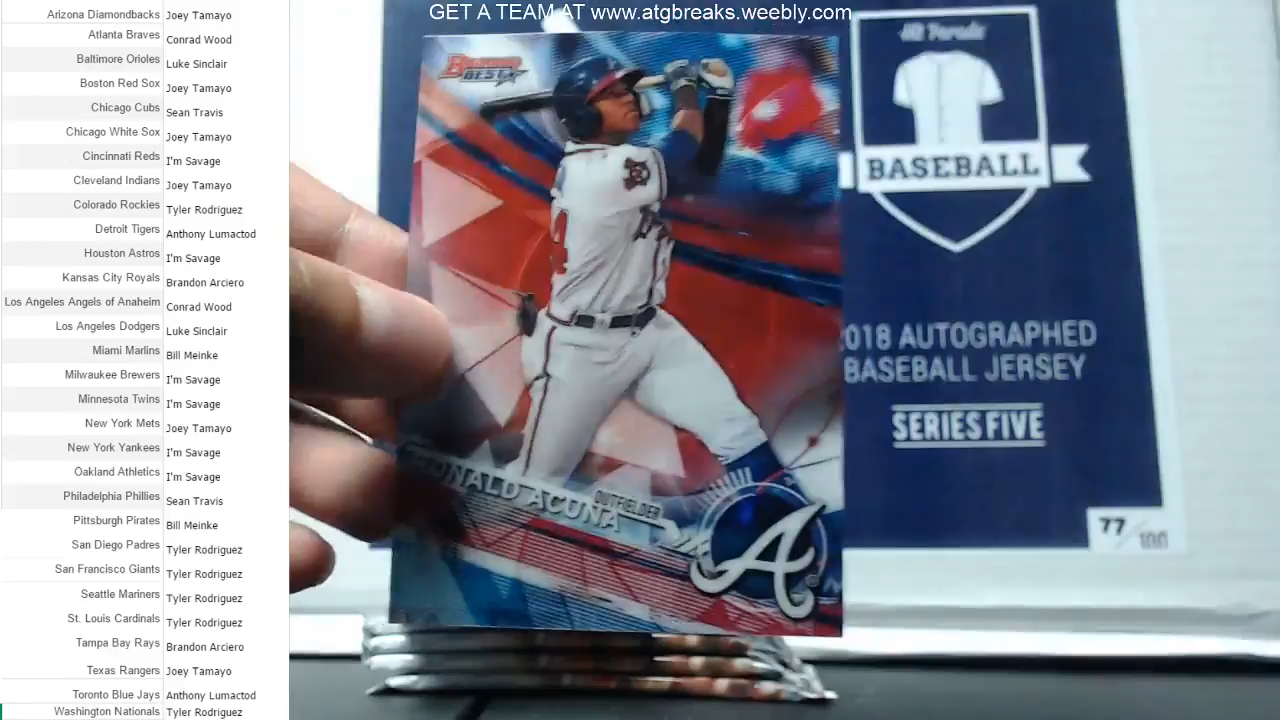 GET A TEAM AT www.atgbreaks.weebly.com
Arizona Diamondbacks Joey Tamayo
Atlanta Braves Conrad Wood
Baltimore Orioles Luke Sinclair
Boston Red Sox Joey Tamayo
Chicago Cubs Sean Travis
Chicago White Sox Joey Tamayo
Cincinnati Reds I'm Savage
Cleveland Indians Joey Tamayo
Colorado Rockies Tyler Rodriguez
Detroit Tigers Anthony Lumactod
Houston Astros I'm Savage
Kansas City Royals Brandon Arciero
Los Angeles Angels of Anaheim Conrad Wood
Los Angeles Dodgers Luke Sinclair
Miami Marlins Bill Meinke
Milwaukee Brewers I'm Savage
Minnesota Twins I'm Savage
New York Mets Joey Tamayo
New York Yankees I'm Savage
Oakland Athletics I'm Savage
Philadelphia Phillies Sean Travis
Pittsburgh Pirates Bill Meinke
San Diego Padres Tyler Rodriguez
San Francisco Giants Tyler Rodriguez
Seattle Mariners Tyler Rodriguez
St. Louis Cardinals Tyler Rodriguez
Tampa Bay Rays Brandon Arciero
Texas Rangers Joey Tamayo
Toronto Blue Jays Anthony Lumactod
Washington Nationals Tyler Rodriguez
Bowman's
BEST
RONALD ACUNA
OUTFIELDER
A
Hit Parade
BASEBALL
2018 AUTOGRAPHED
BASEBALL JERSEY
SERIES FIVE
77/100